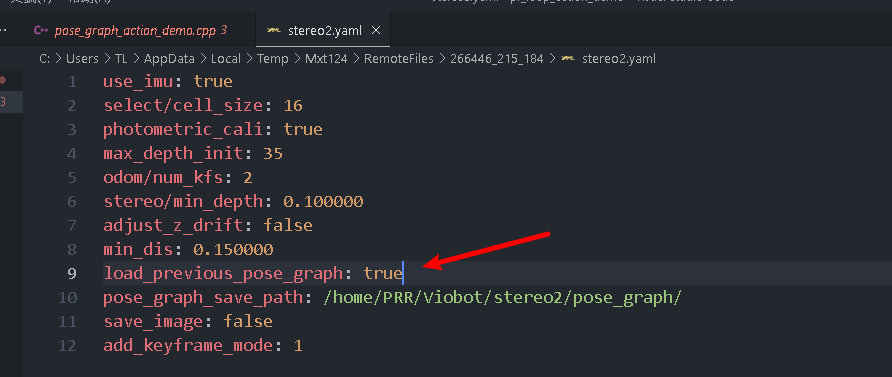 pose_graph_action_demo.cpp 3
stereo2.yaml
C: > Users > TL > AppData > Local > Temp > Mxt124 > RemoteFiles > 266446_215_184 > stereo2.yaml
3
1 use_imu: true
2 select/cell_size: 16
3 photometric_cali: true
4 max_depth_init: 35
5 odom/num_kfs: 2
6 stereo/min_depth: 0.100000
7 adjust_z_drift: false
8 min_dis: 0.150000
9 load_previous_pose_graph: true
10 pose_graph_save_path: /home/PRR/Viobot/stereo2/pose_graph/
11 save_image: false
12 add_keyframe_mode: 1